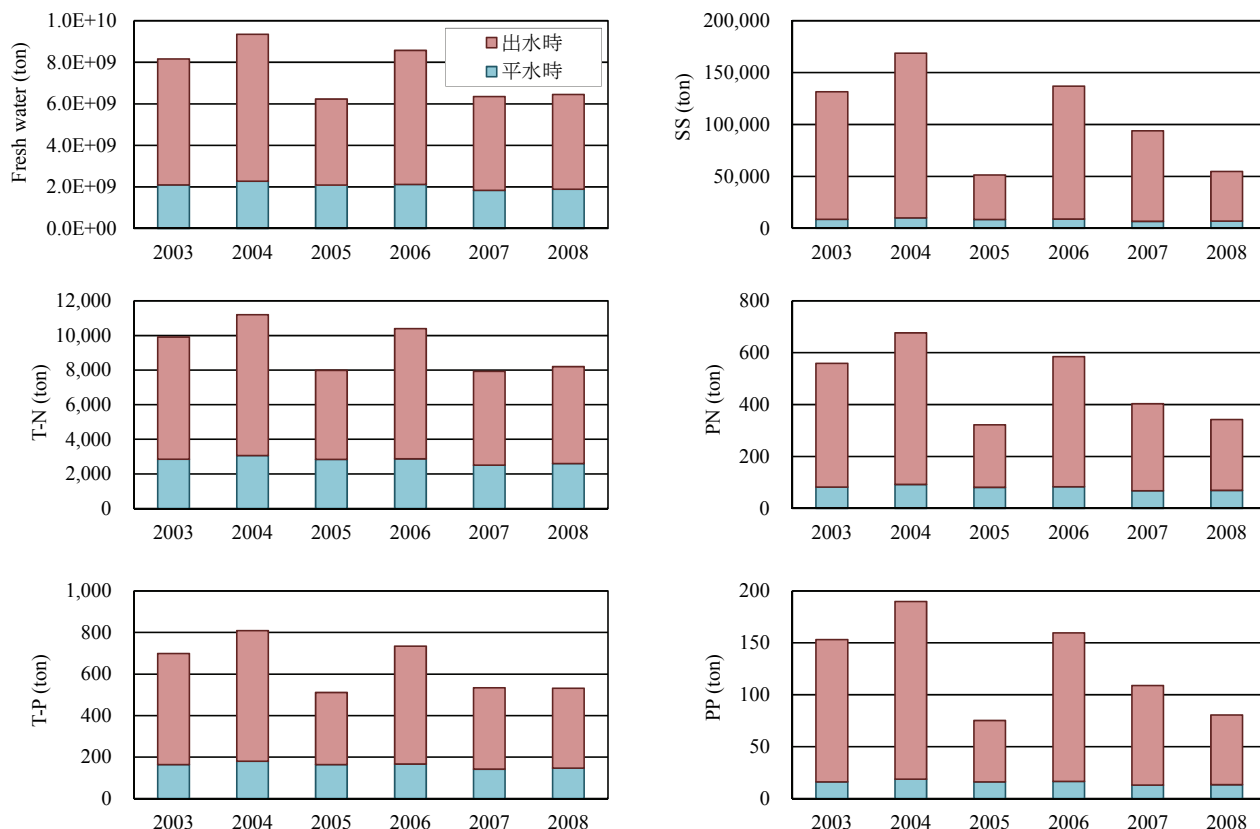 Fresh water (ton)
1.0E+10
8.0E+09
6.0E+09
4.0E+09
2.0E+09
0.0E+00
出水時
平水時
2003 2004 2005 2006 2007 2008
SS (ton)
200,000
150,000
100,000
50,000
0
2003 2004 2005 2006 2007 2008
T-N (ton)
12,000
10,000
8,000
6,000
4,000
2,000
0
2003 2004 2005 2006 2007 2008
PN (ton)
800
600
400
200
0
2003 2004 2005 2006 2007 2008
T-P (ton)
1,000
800
600
400
200
0
2003 2004 2005 2006 2007 2008
PP (ton)
200
150
100
50
0
2003 2004 2005 2006 2007 2008